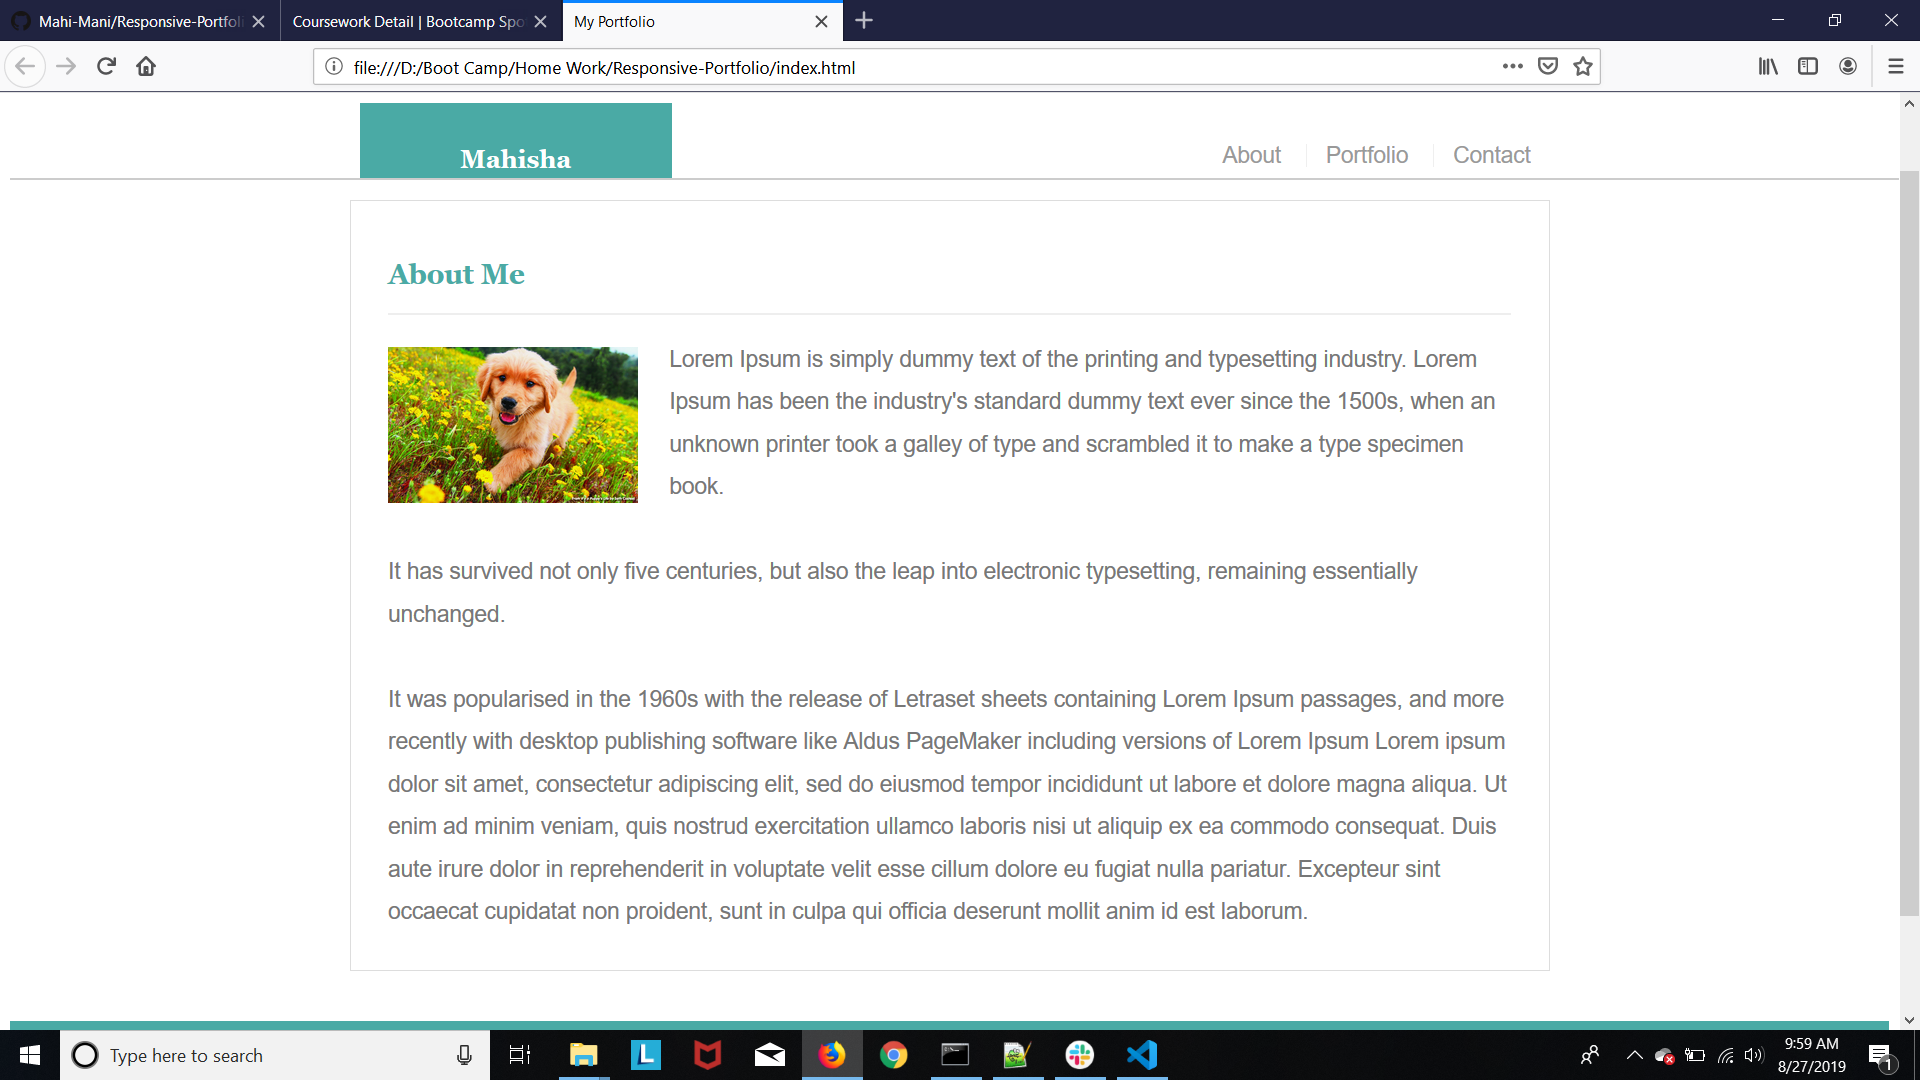 Mahi-Mani/Responsive-Portfoli
Coursework Detail | Bootcamp Spo
My Portfolio
file:///D:/Boot Camp/Home Work/Responsive-Portfolio/index.html
Mahisha
About
Portfolio
Contact
About Me
Lorem Ipsum is simply dummy text of the printing and typesetting industry. Lorem
Ipsum has been the industry's standard dummy text ever since the 1500s, when an
unknown printer took a galley of type and scrambled it to make a type specimen
book.
It has survived not only five centuries, but also the leap into electronic typesetting, remaining essentially
unchanged.
It was popularised in the 1960s with the release of Letraset sheets containing Lorem Ipsum passages, and more
recently with desktop publishing software like Aldus PageMaker including versions of Lorem Ipsum Lorem ipsum
dolor sit amet, consectetur adipiscing elit, sed do eiusmod tempor incididunt ut labore et dolore magna aliqua. Ut
enim ad minim veniam, quis nostrud exercitation ullamco laboris nisi ut aliquip ex ea commodo consequat. Duis
aute irure dolor in reprehenderit in voluptate velit esse cillum dolore eu fugiat nulla pariatur. Excepteur sint
occaecat cupidatat non proident, sunt in culpa qui officia deserunt mollit anim id est laborum.
Type here to search
L
9:59 AM
8/27/2019
1